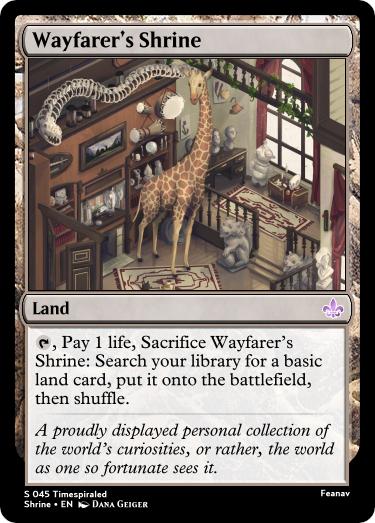 Wayfarer's Shrine
Land
, Pay 1 life, Sacrifice Wayfarer's
Shrine: Search your library for a basic
land card, put it onto the battlefield,
then shuffle.
A proudly displayed personal collection of
the world's curiosities, or rather, the world
as one so fortunate sees it.
S 045 Timespiraled
Feanav
Shrine • EN DANA GEIGER